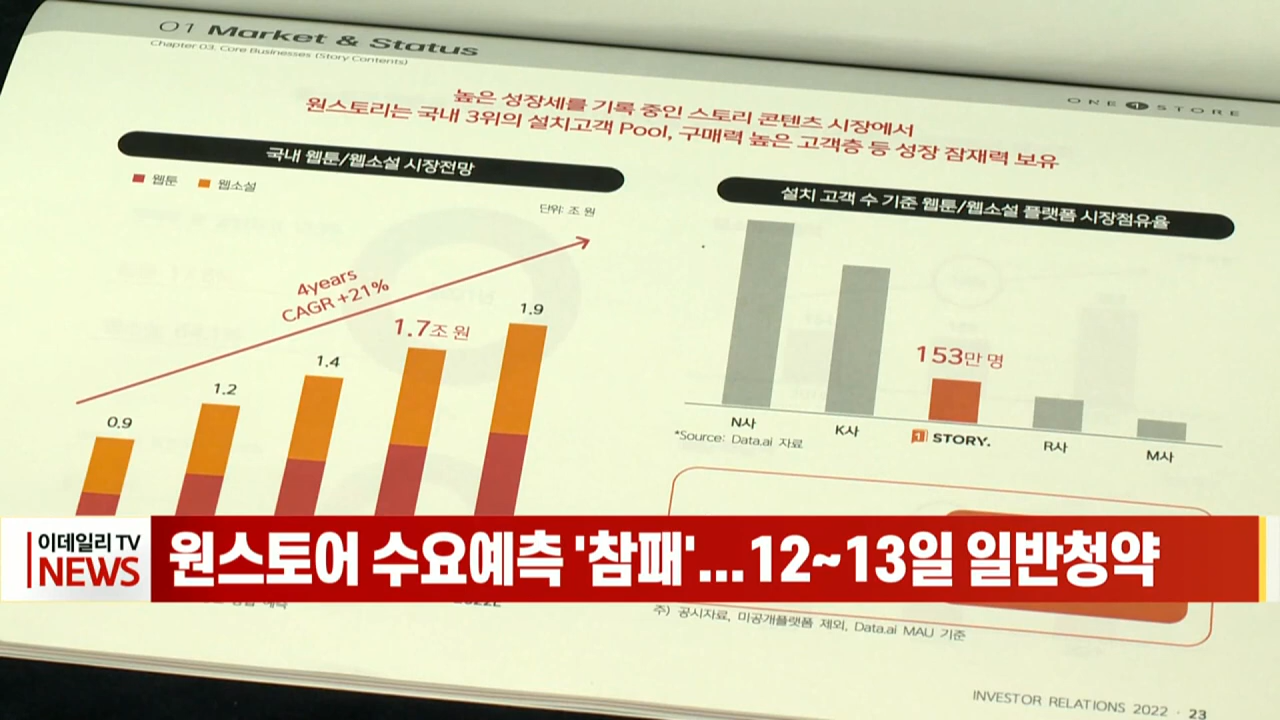 01 Market & Status
Chapter 03. Core Businesses (Story Contents)
ONE 1 STORE
높은 성장세를 기록 중인 스토리 콘텐츠 시장에서
원스토리는 국내 3위의 설치고객 Pool, 구매력 높은 고객층 등 성장 잠재력 보유
국내 웹툰/웹소설 시장전망
웹툰 웹소설
단위: 조 원
4years
CAGR +21%
0.9
1.2
1.4
1.7조 원
1.9
설치 고객 수 기준 웹툰/웹소설 플랫폼 시장점유율
153만 명
N사
K사
1 STORY.
R사
M사
*Source: Data.ai 자료
이데일리 TV
NEWS
원스토어 수요예측 '참패'...12~13일 일반청약
주) 공시자료, 미공개플랫폼 제외, Data.ai MAU 기준
INVESTOR RELATIONS 2022 · 23